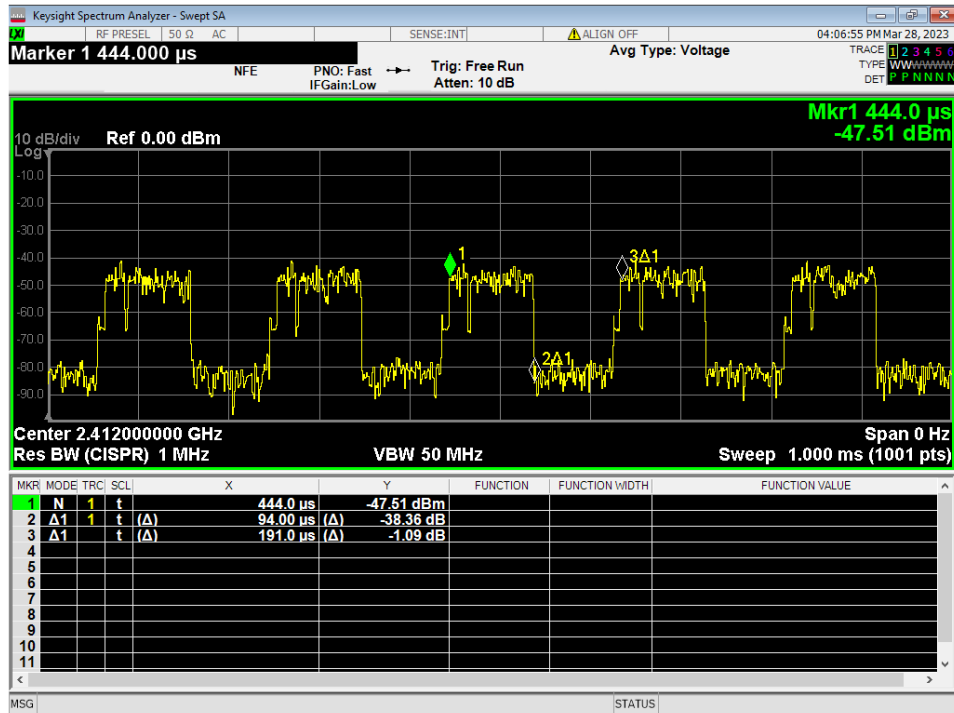 Keysight Spectrum Analyzer - Swept SA
LXI RF PRESEL 50 Ω AC SENSE:INT ALIGN OFF 04:06:55 PM Mar 28, 2023
Marker 1 444.000 μs Avg Type: Voltage TRACE 1 2 3 4 5 6
NFE PNO: Fast Trig: Free Run TYPE WWWWWW
IFGain:Low Atten: 10 dB DET P P N N N N
Mkr1 444.0 μs
10 dB/div Ref 0.00 dBm -47.51 dBm
Log
-10.0
-20.0
-30.0
-40.0
1
3Δ1
-50.0
-60.0
-70.0
-80.0
2Δ1
-90.0
Center 2.412000000 GHz Span 0 Hz
Res BW (CISPR) 1 MHz VBW 50 MHz Sweep 1.000 ms (1001 pts)
MKR MODE TRC SCL X Y FUNCTION FUNCTION WIDTH FUNCTION VALUE
1 N 1 t 444.0 μs -47.51 dBm
2 Δ1 1 t (Δ) 94.00 μs (Δ) -38.36 dB
3 Δ1 t (Δ) 191.0 μs (Δ) -1.09 dB
4
5
6
7
8
9
10
11
MSG STATUS